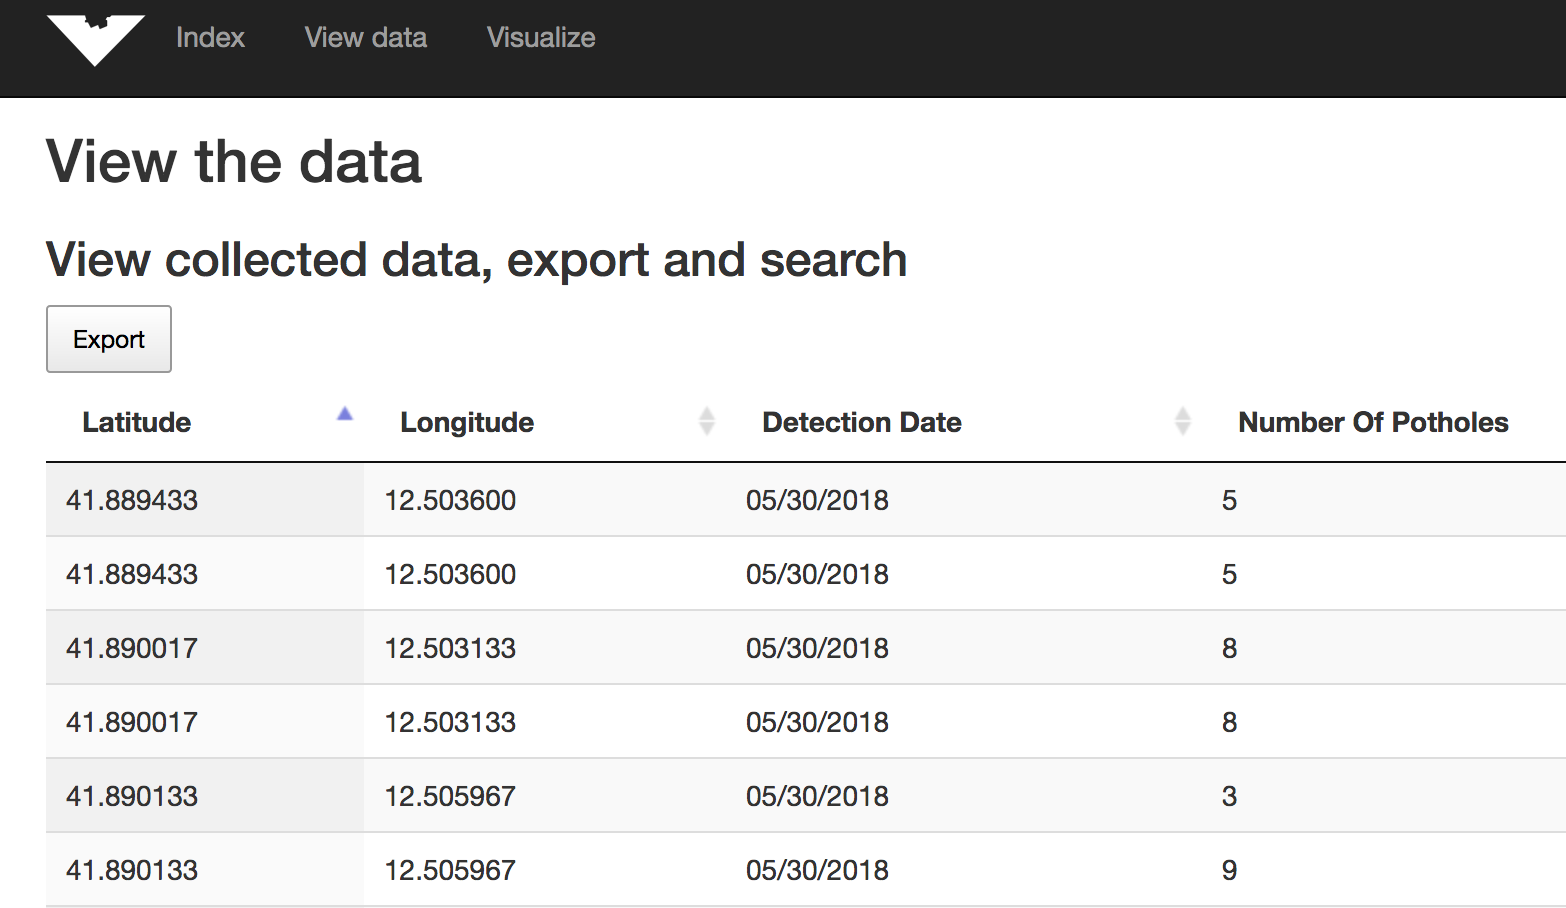 Index View data Visualize
View the data
View collected data, export and search
Export
Latitude Longitude Detection Date Number Of Potholes
41.889433 12.503600 05/30/2018 5
41.889433 12.503600 05/30/2018 5
41.890017 12.503133 05/30/2018 8
41.890017 12.503133 05/30/2018 8
41.890133 12.505967 05/30/2018 3
41.890133 12.505967 05/30/2018 9